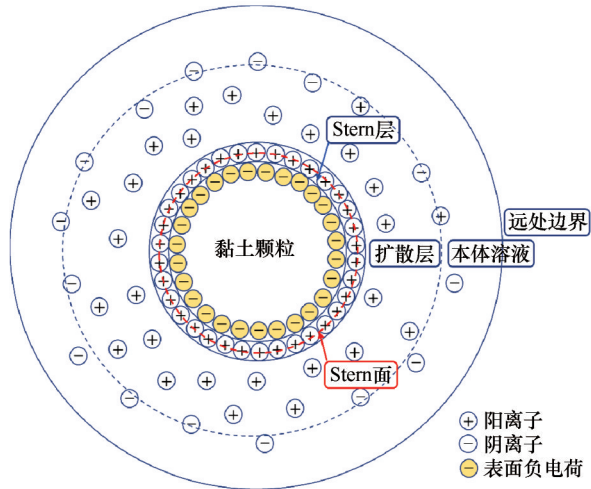 Stern层
远处边界
黏土颗粒
扩散层
本体溶液
Stern面
阳离子
阴离子
表面负电荷